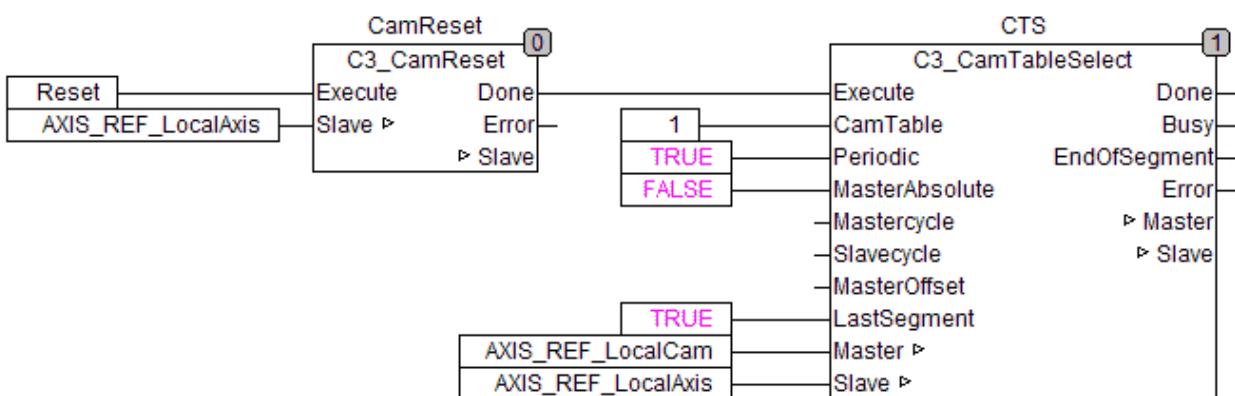 CamReset CTS
0 1
C3_CamReset C3_CamTableSelect
Reset Execute Done Execute Done
AXIS_REF_LocalAxis Slave Error 1 CamTable Busy
Slave TRUE Periodic EndOfSegment
FALSE MasterAbsolute Error
Mastercycle Master
Slavecycle Slave
MasterOffset
TRUE LastSegment
AXIS_REF_LocalCam Master
AXIS_REF_LocalAxis Slave